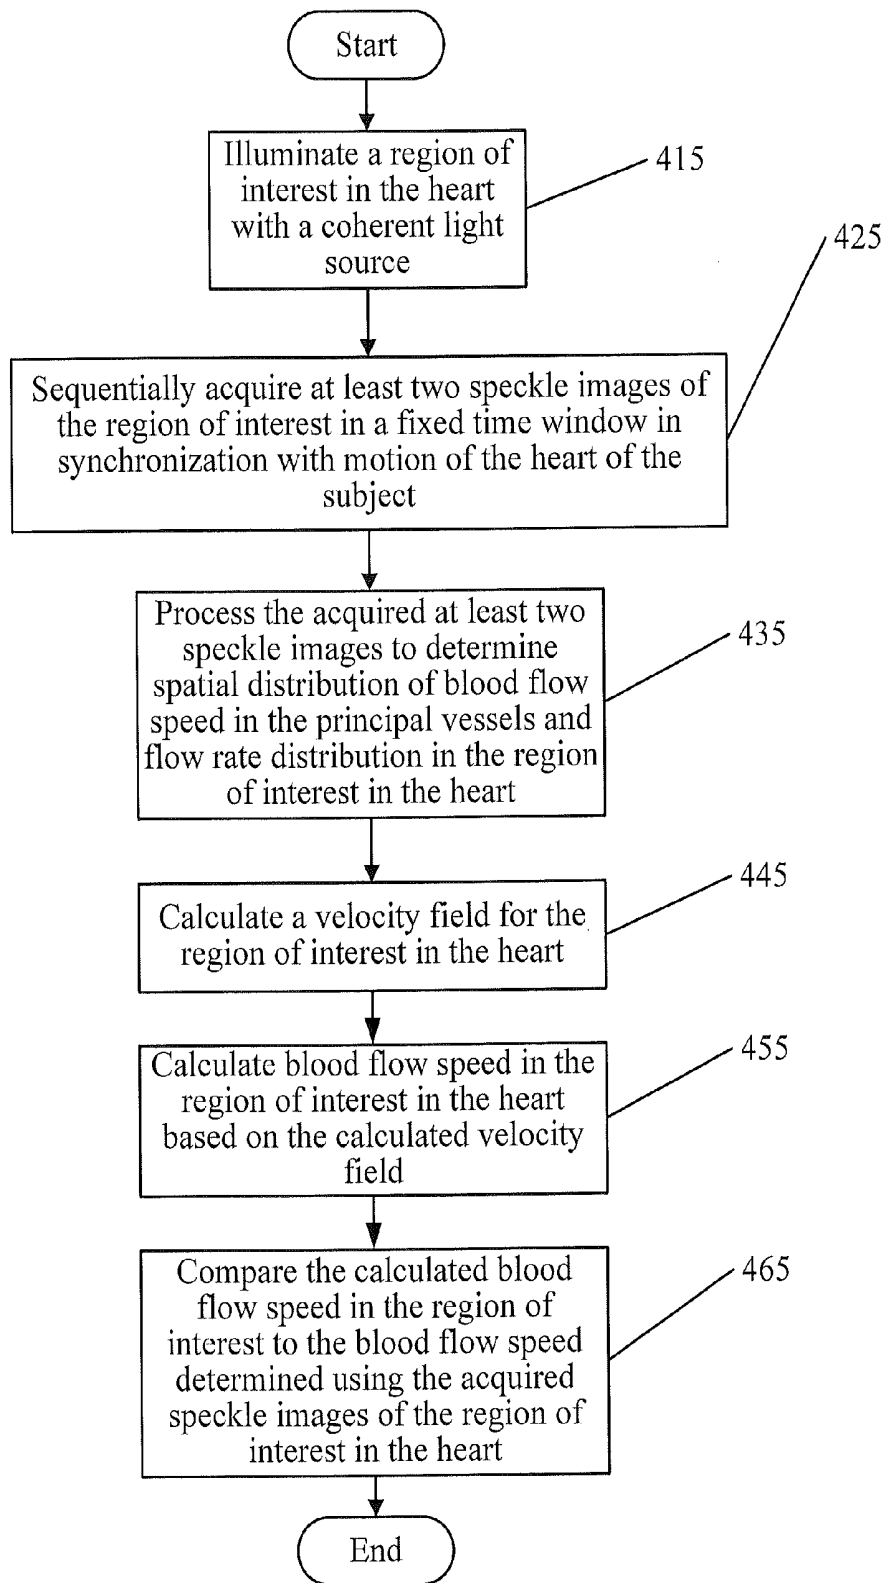 Start
Illuminate a region of
interest in the heart
with a coherent light
source
415
Sequentially acquire at least two speckle images of
the region of interest in a fixed time window in
synchronization with motion of the heart of the
subject
425
Process the acquired at least two
speckle images to determine
spatial distribution of blood flow
speed in the principal vessels and
flow rate distribution in the region
of interest in the heart
435
Calculate a velocity field for the
region of interest in the heart
445
Calculate blood flow speed in the
region of interest in the heart
based on the calculated velocity
field
455
Compare the calculated blood
flow speed in the region of
interest to the blood flow speed
determined using the acquired
speckle images of the region of
interest in the heart
465
End